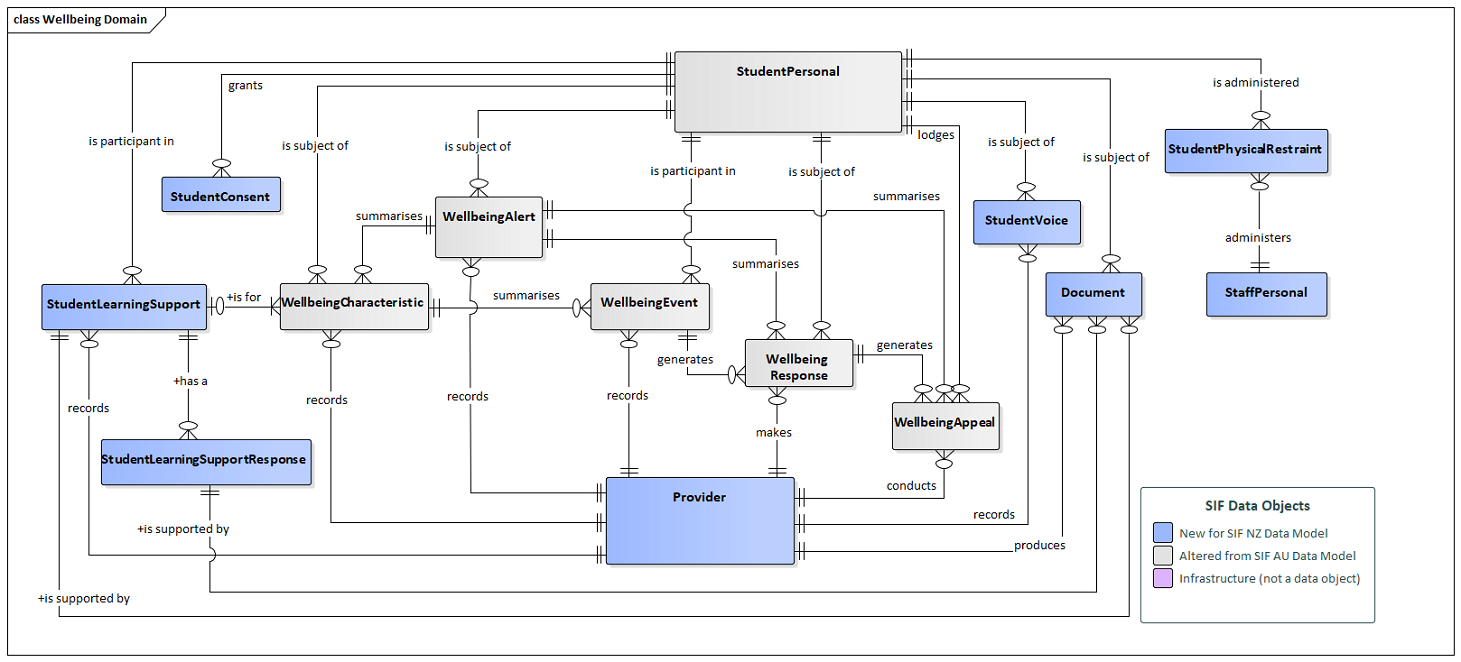 class Wellbeing Domain
StudentPersonal
grants
is administered
lodges
is participant in
is subject of
is subject of
is subject of
is subject of
is participant in
is subject of
StudentPhysicalRestraint
StudentConsent
summarises
summarises
WellbeingAlert
StudentVoice
administers
summarises
StudentLearningSupport
+is for
WellbeingCharacteristic
summarises
WellbeingEvent
Document
StaffPersonal
generates
generates
Wellbeing
Response
+has a
records
records
records
records
WellbeingAppeal
makes
StudentLearningSupportResponse
Provider
conducts
records
produces
+is supported by
+is supported by
SIF Data Objects
New for SIF NZ Data Model
Altered from SIF AU Data Model
Infrastructure (not a data object)